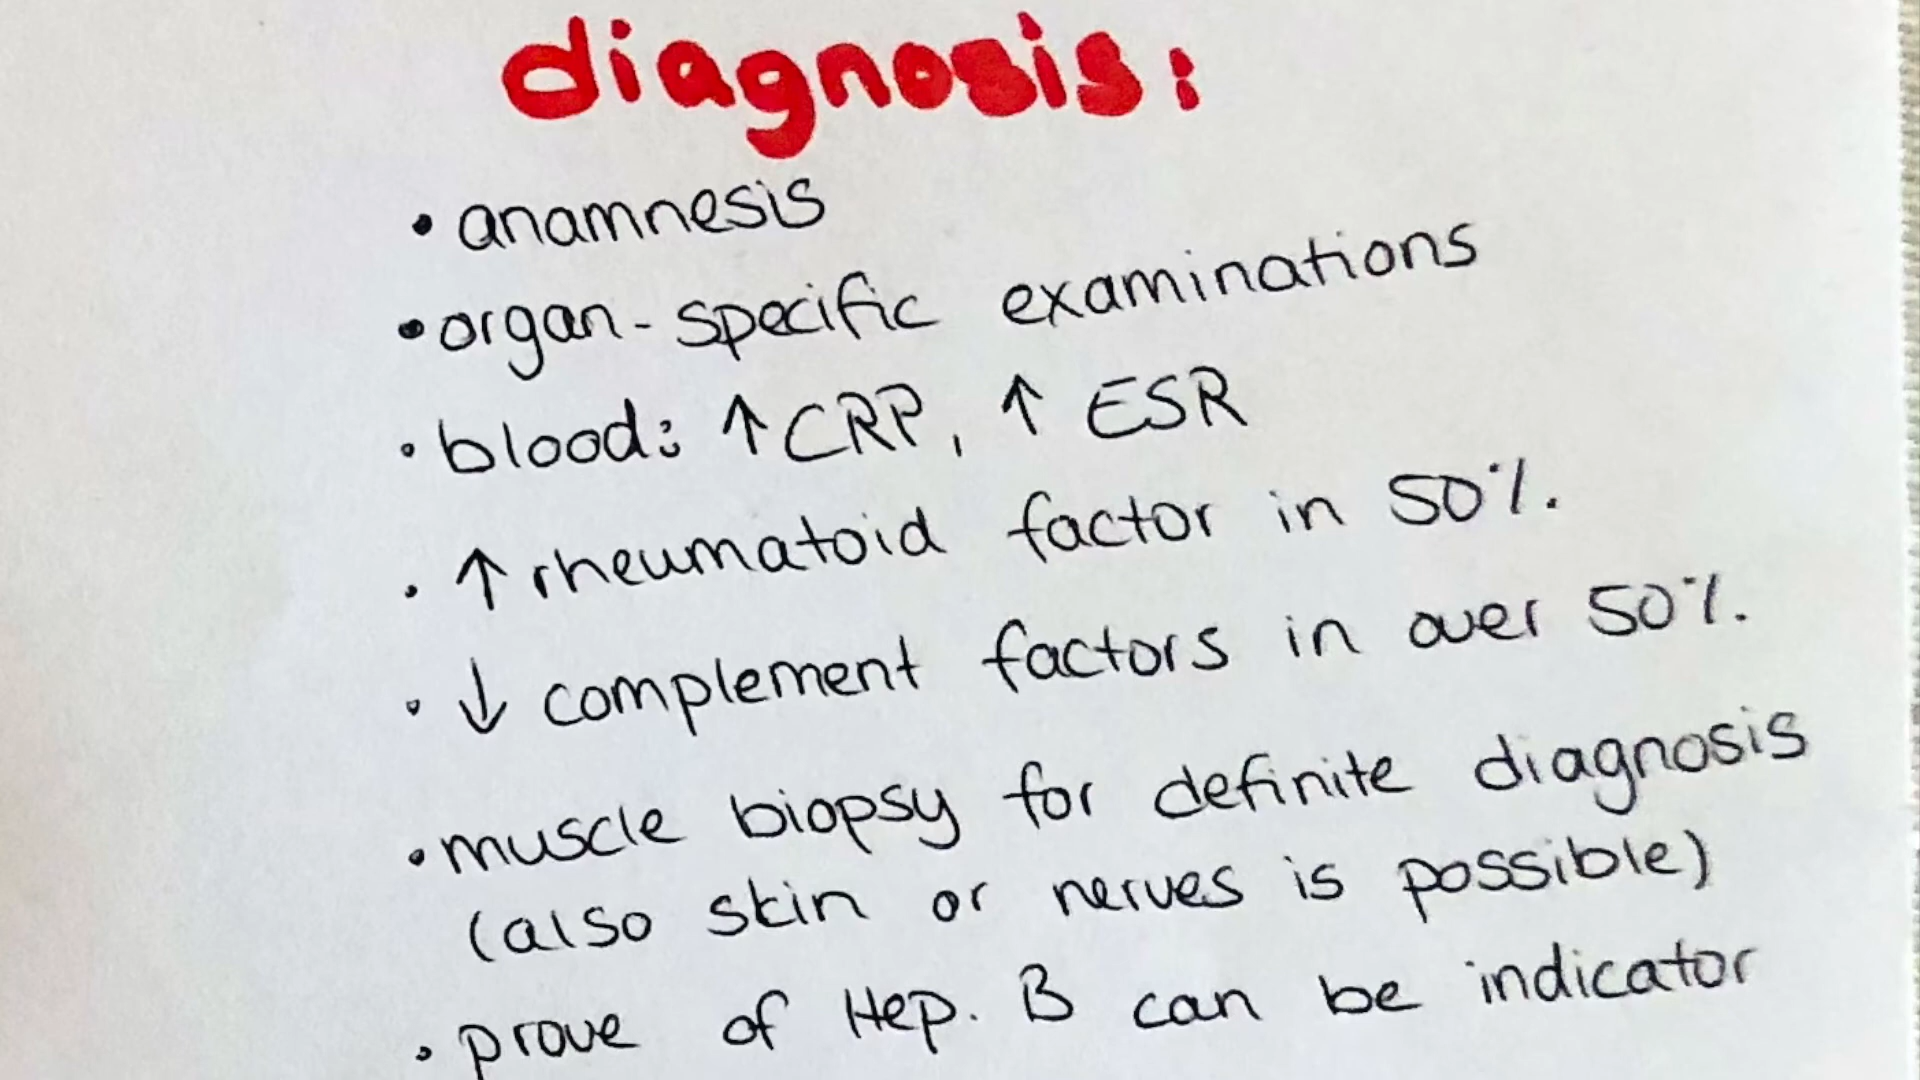 diagnosis:
• anamnesis
• organ-specific examinations
• blood: ↑ CRP, ↑ ESR
• ↑ rheumatoid factor in 50%
• ↓ complement factors in over 50%
• muscle biopsy for definite diagnosis
(also skin or nerves is possible)
• prove of Hep. B can be indicator